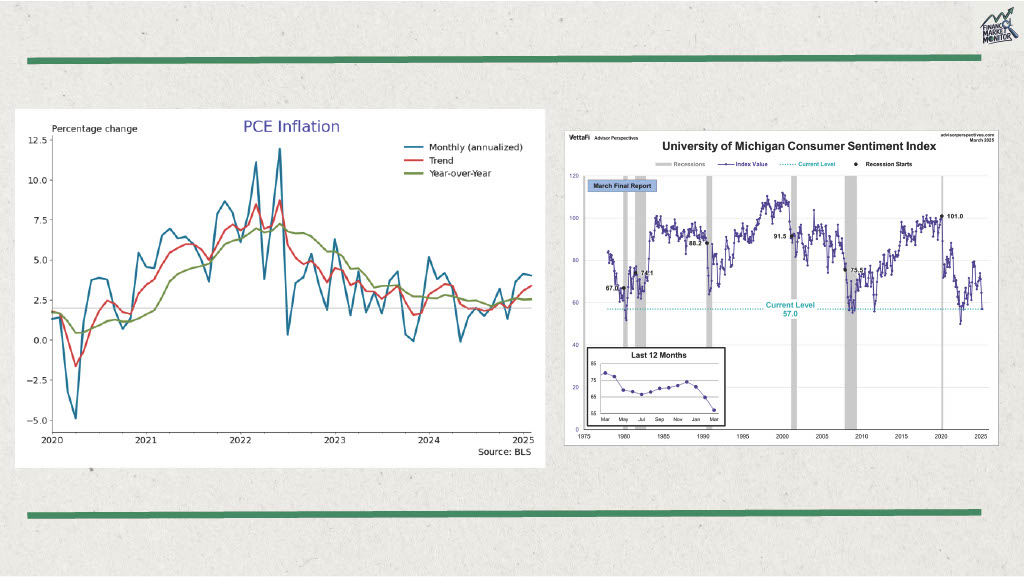 FINANCIAL
MARKET
MONITOR
PCE Inflation
Percentage change
Monthly (annualized)
Trend
Year-over-Year
12.5
10.0
7.5
5.0
2.5
0.0
−2.5
−5.0
2020
2021
2022
2023
2024
2025
Source: BLS
VettaFi Advisor Perspectives
advisorperspectives.com
March 2025
University of Michigan Consumer Sentiment Index
Recessions
Index Value
Current Level
Recession Starts
March Final Report
120
100
80
60
40
20
0
67.0
74.1
88.2
91.5
75.5
101.0
Current Level
57.0
Last 12 Months
85
75
65
55
Mar
May
Jul
Sep
Nov
Jan
Mar
1975
1980
1985
1990
1995
2000
2005
2010
2015
2020
2025